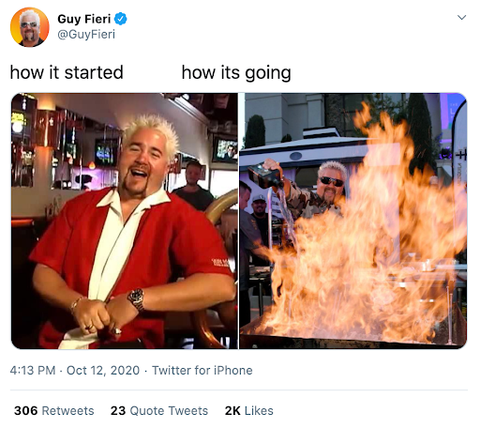 Guy Fieri
@GuyFieri
how it started how its going
4:13 PM · Oct 12, 2020 · Twitter for iPhone
306 Retweets 23 Quote Tweets 2K Likes